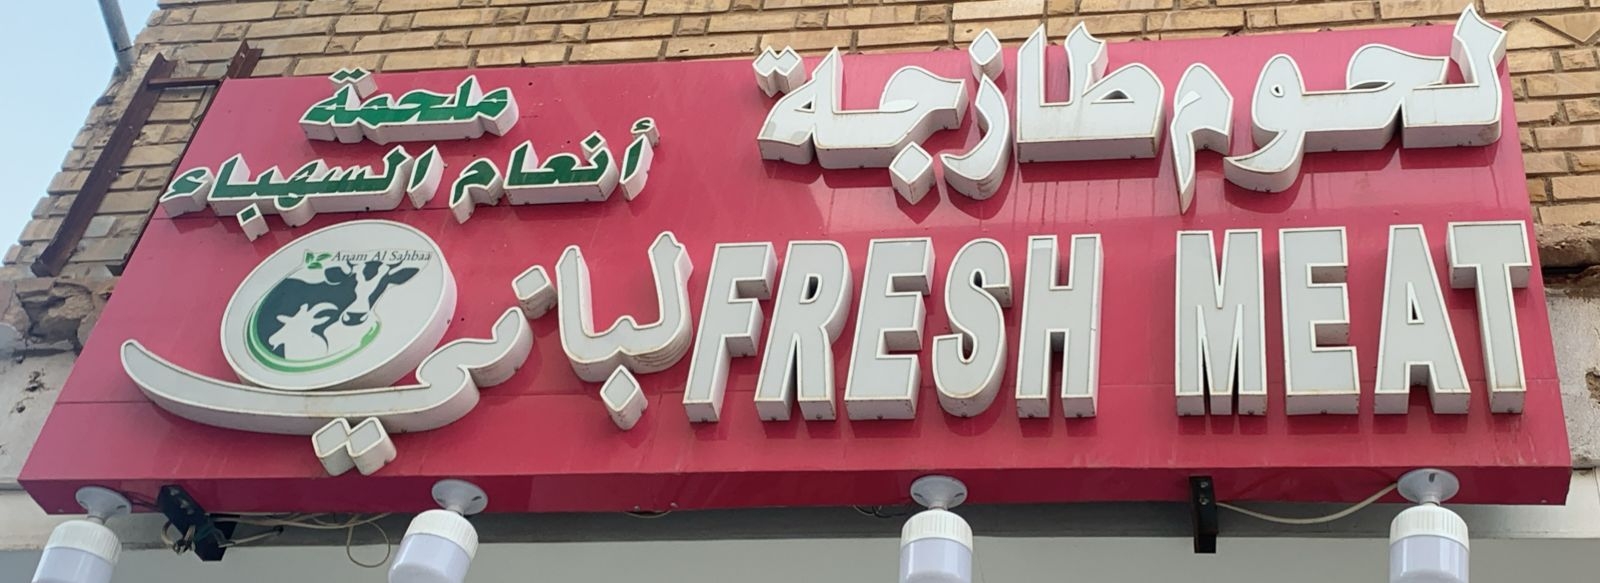 لحوم طازجة
FRESH MEAT
ملحمة
أنعام السهباء
لباني
Anam Al Sahbaa